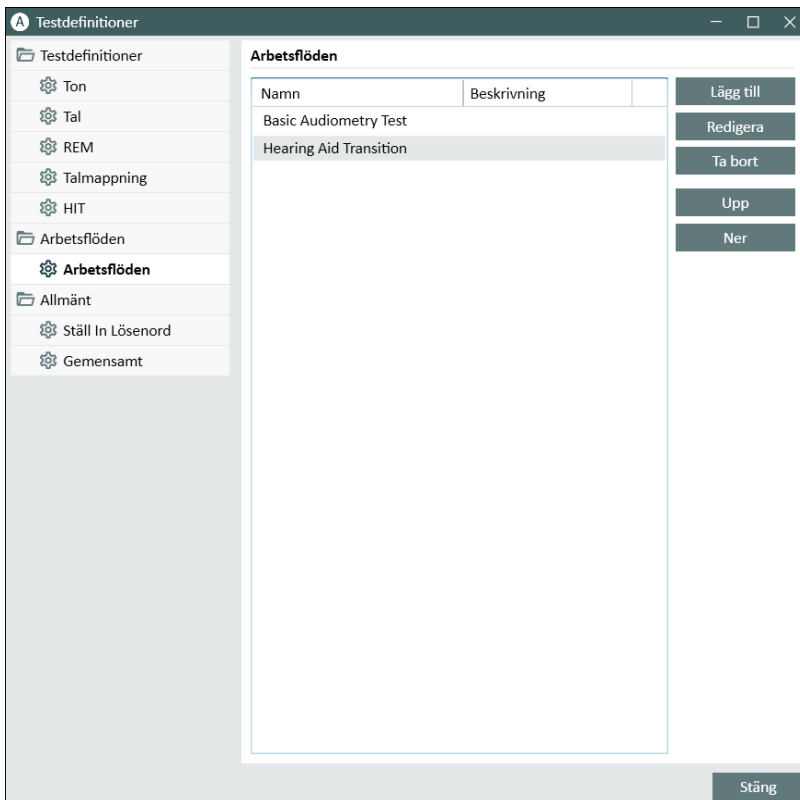 A Testdefinitioner
Testdefinitioner
Ton
Tal
REM
Talmappning
HIT
Arbetsflöden
Arbetsflöden
Allmänt
Ställ In Lösenord
Gemensamt
Arbetsflöden
Namn Beskrivning
Basic Audiometry Test
Hearing Aid Transition
Lägg till
Redigera
Ta bort
Upp
Ner
Stäng